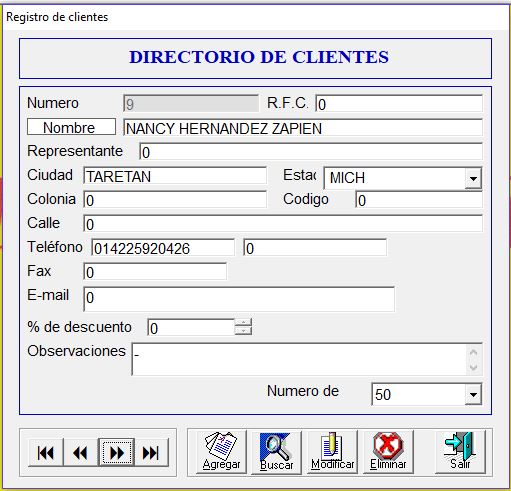 Registro de clientes
DIRECTORIO DE CLIENTES
Numero 9 R.F.C. 0
Nombre NANCY HERNANDEZ ZAPIEN
Representante 0
Ciudad TARETAN Estac MICH
Colonia 0 Codigo 0
Calle 0
Teléfono 014225920426 0
Fax 0
E-mail 0
% de descuento 0
Observaciones -
Numero de 50
Agregar Buscar Modificar Eliminar Salir